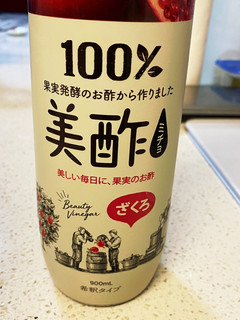 100%
果実発酵のお酢から作りました
美酢
ミチョ
美しい毎日に、果実のお酢
Beauty
Vinegar
ざくろ
900mL
希釈タイプ